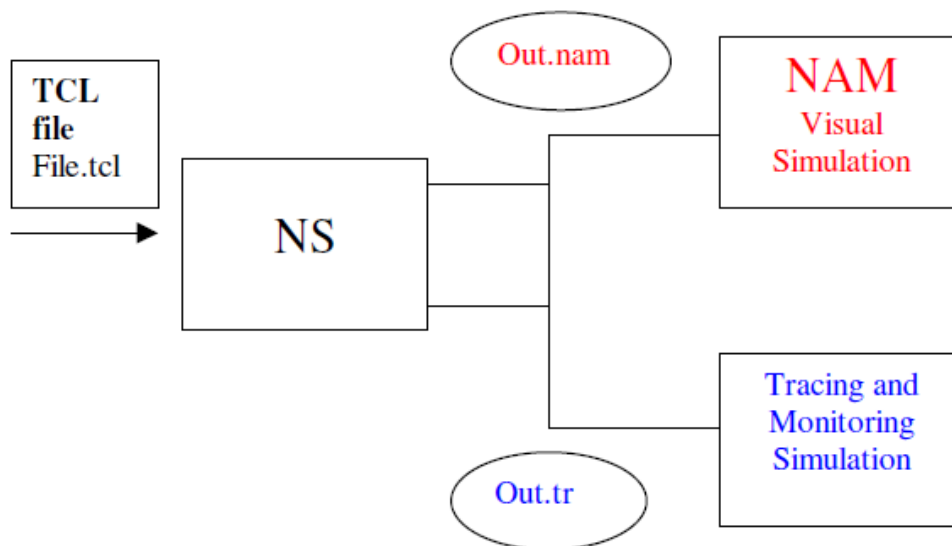 TCL
file
File.tcl
NS
Out.nam
NAM
Visual
Simulation
Out.tr
Tracing and
Monitoring
Simulation